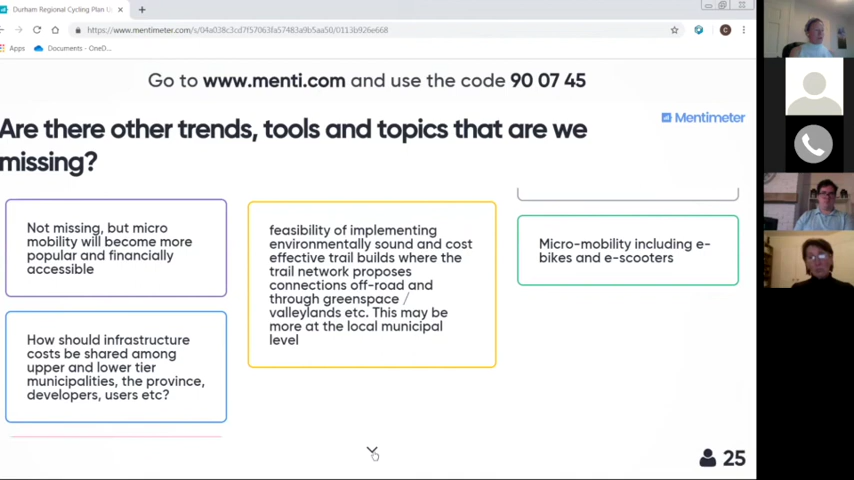 Durham Regional Cycling Plan U
https://www.mentimeter.com/s/04a038c3cd7f57063fa57483a9b5aa50/0113b926e668
C
Apps
Documents - OneD...
Go to www.menti.com and use the code 90 07 45
Are there other trends, tools and topics that are we
missing?
Mentimeter
Not missing, but micro
mobility will become more
popular and financially
accessible
How should infrastructure
costs be shared among
upper and lower tier
municipalities, the province,
developers, users etc?
feasibility of implementing
environmentally sound and cost
effective trail builds where the
trail network proposes
connections off-road and
through greenspace /
valleylands etc. This may be
more at the local municipal
level
Micro-mobility including e-
bikes and e-scooters
25